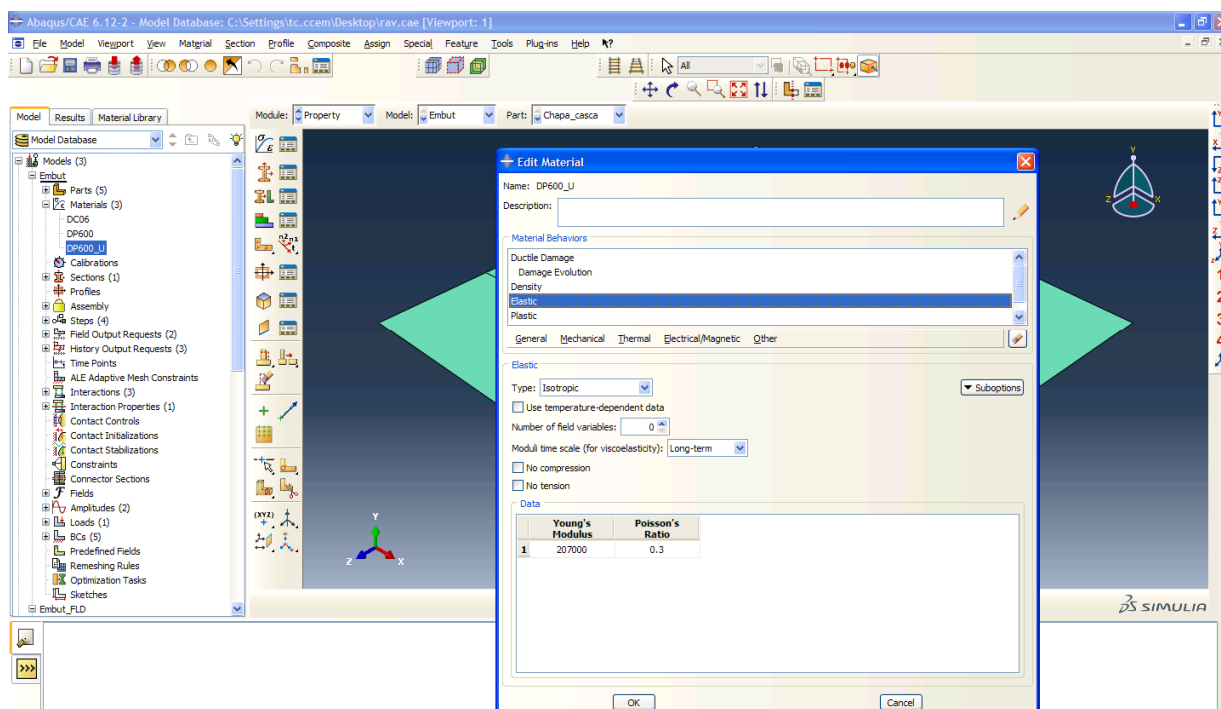 Abaqus/CAE 6.12-2 - Model Database: C:\Settings\tc.ccem\Desktop\rav.cae [Viewport: 1]
File Model Viewport View Material Section Profile Composite Assign Special Feature Tools Plug-ins Help
All
Model Results Material Library
Module: Property Model: Embut Part: Chapa_casca
Model Database
Models (3)
Embut
Parts (5)
Materials (3)
DC06
DP600
DP600_U
Calibrations
Sections (1)
Profiles
Assembly
Steps (4)
Field Output Requests (2)
History Output Requests (3)
Time Points
ALE Adaptive Mesh Constraints
Interactions (3)
Interaction Properties (1)
Contact Controls
Contact Initializations
Contact Stabilizations
Constraints
Connector Sections
Fields
Amplitudes (2)
Loads (1)
BCs (5)
Predefined Fields
Remeshing Rules
Optimization Tasks
Sketches
Embut_FLD
(XYZ)
Y
Z X
Edit Material
Name: DP600_U
Description:
Material Behaviors
Ductile Damage
Damage Evolution
Density
Elastic
Plastic
General Mechanical Thermal Electrical/Magnetic Other
Elastic
Type: Isotropic
Suboptions
Use temperature-dependent data
Number of field variables: 0
Moduli time scale (for viscoelasticity): Long-term
No compression
No tension
Data
Young's Modulus Poisson's Ratio
1 207000 0.3
OK Cancel
Y
Z X
SIMULIA
>>>